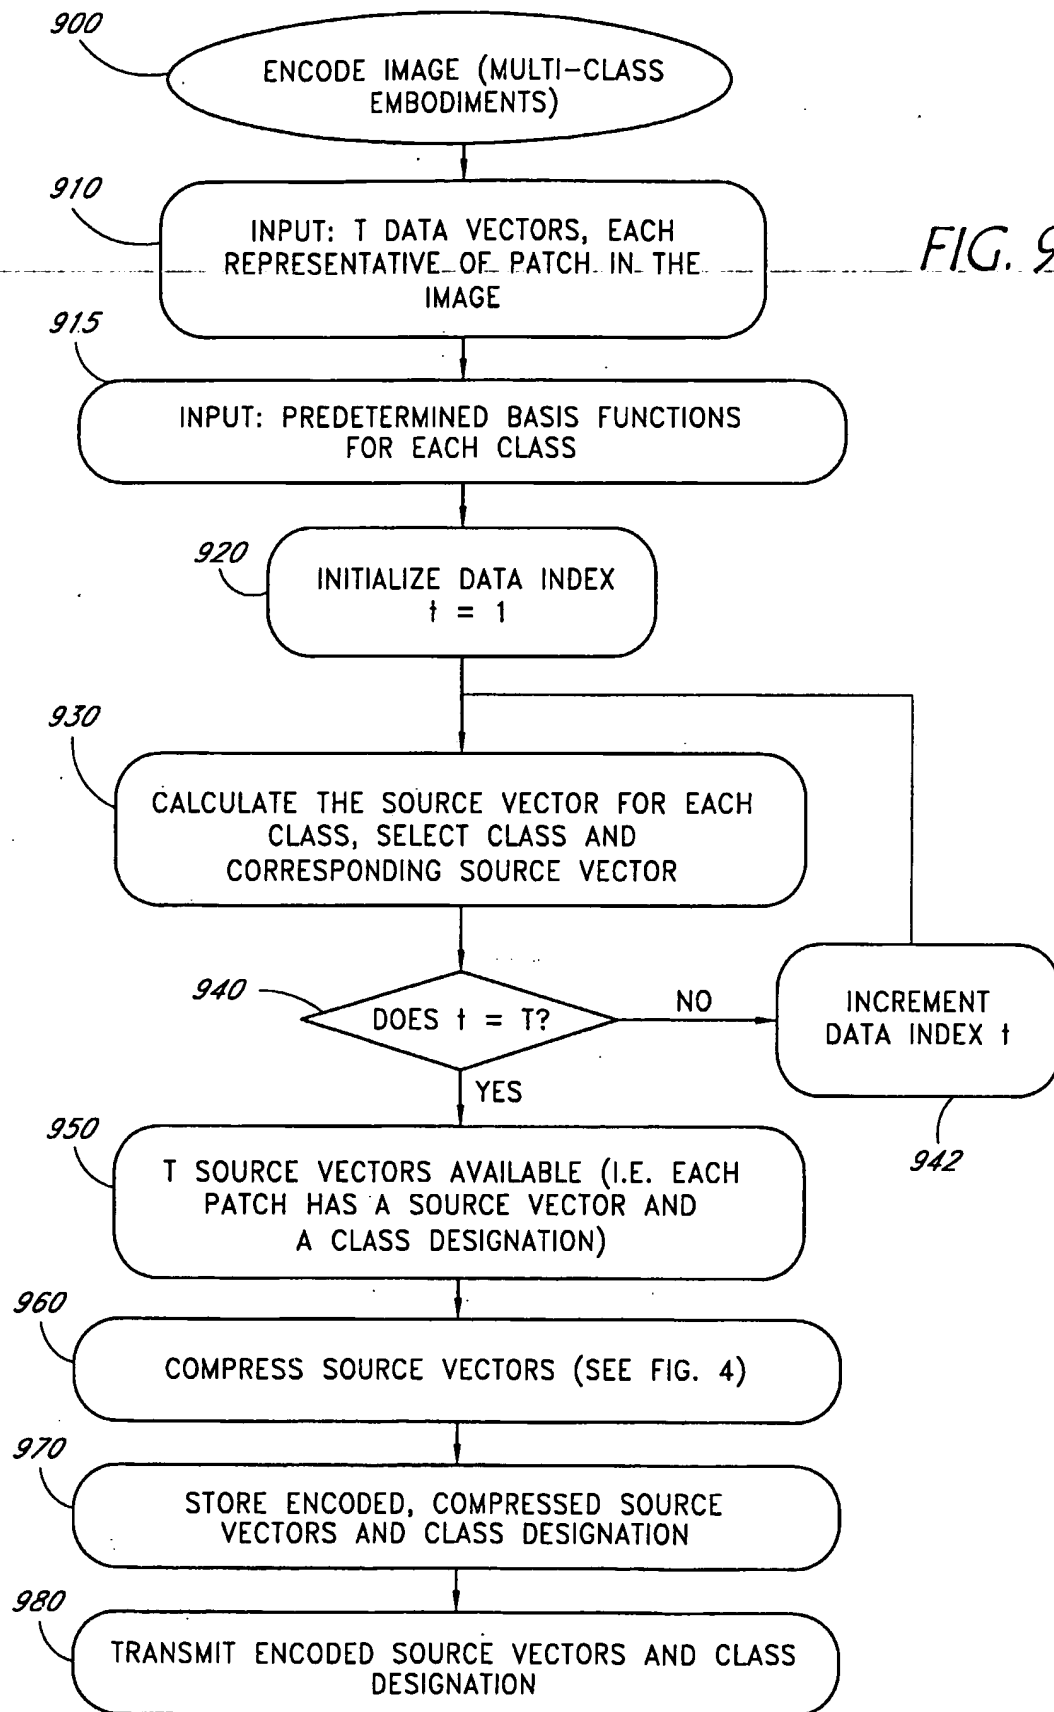 900
ENCODE IMAGE (MULTI-CLASS
EMBODIMENTS)
910
INPUT: T DATA VECTORS, EACH
REPRESENTATIVE OF PATCH IN THE
IMAGE
FIG. 9
915
INPUT: PREDETERMINED BASIS FUNCTIONS
FOR EACH CLASS
920
INITIALIZE DATA INDEX
t = 1
930
CALCULATE THE SOURCE VECTOR FOR EACH
CLASS, SELECT CLASS AND
CORRESPONDING SOURCE VECTOR
940
DOES t = T?
NO
INCREMENT
DATA INDEX t
942
YES
950
T SOURCE VECTORS AVAILABLE (I.E. EACH
PATCH HAS A SOURCE VECTOR AND
A CLASS DESIGNATION)
960
COMPRESS SOURCE VECTORS (SEE FIG. 4)
970
STORE ENCODED, COMPRESSED SOURCE
VECTORS AND CLASS DESIGNATION
980
TRANSMIT ENCODED SOURCE VECTORS AND CLASS
DESIGNATION